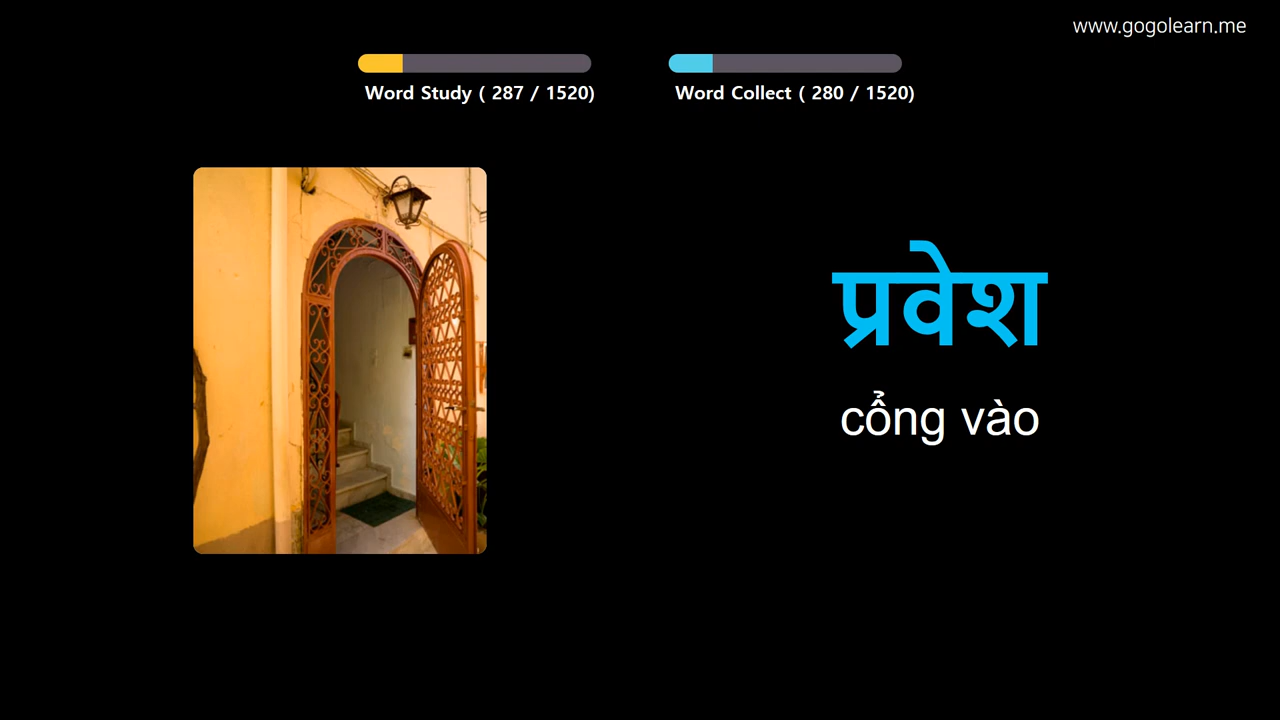 www.gogolearn.me
Word Study ( 287 / 1520)
Word Collect ( 280 / 1520)
प्रवेश
cổng vào